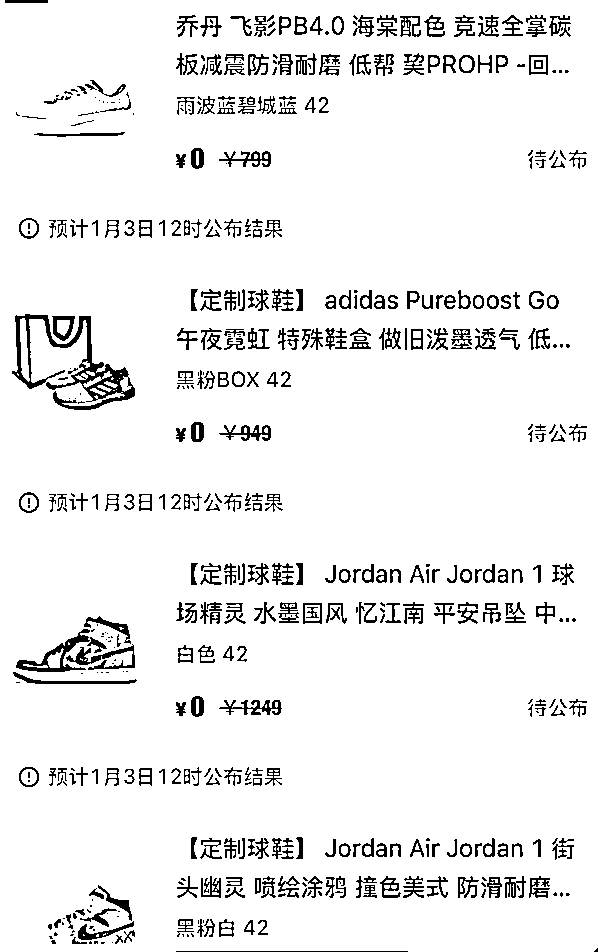 乔丹 飞影PB4.0 海棠配色 竞速全掌碳
板减震防滑耐磨 低帮 巭PROHP -回...
雨波蓝碧城蓝 42
¥0 ¥799 待公布
预计1月3日12时公布结果
【定制球鞋】 adidas Pureboost Go
午夜霓虹 特殊鞋盒 做旧泼墨透气 低...
黑粉BOX 42
¥0 ¥949 待公布
预计1月3日12时公布结果
【定制球鞋】 Jordan Air Jordan 1 球
场精灵 水墨国风 忆江南 平安吊坠 中...
白色 42
¥0 ¥1249 待公布
预计1月3日12时公布结果
【定制球鞋】 Jordan Air Jordan 1 街
头幽灵 喷绘涂鸦 撞色美式 防滑耐磨...
黑粉白 42